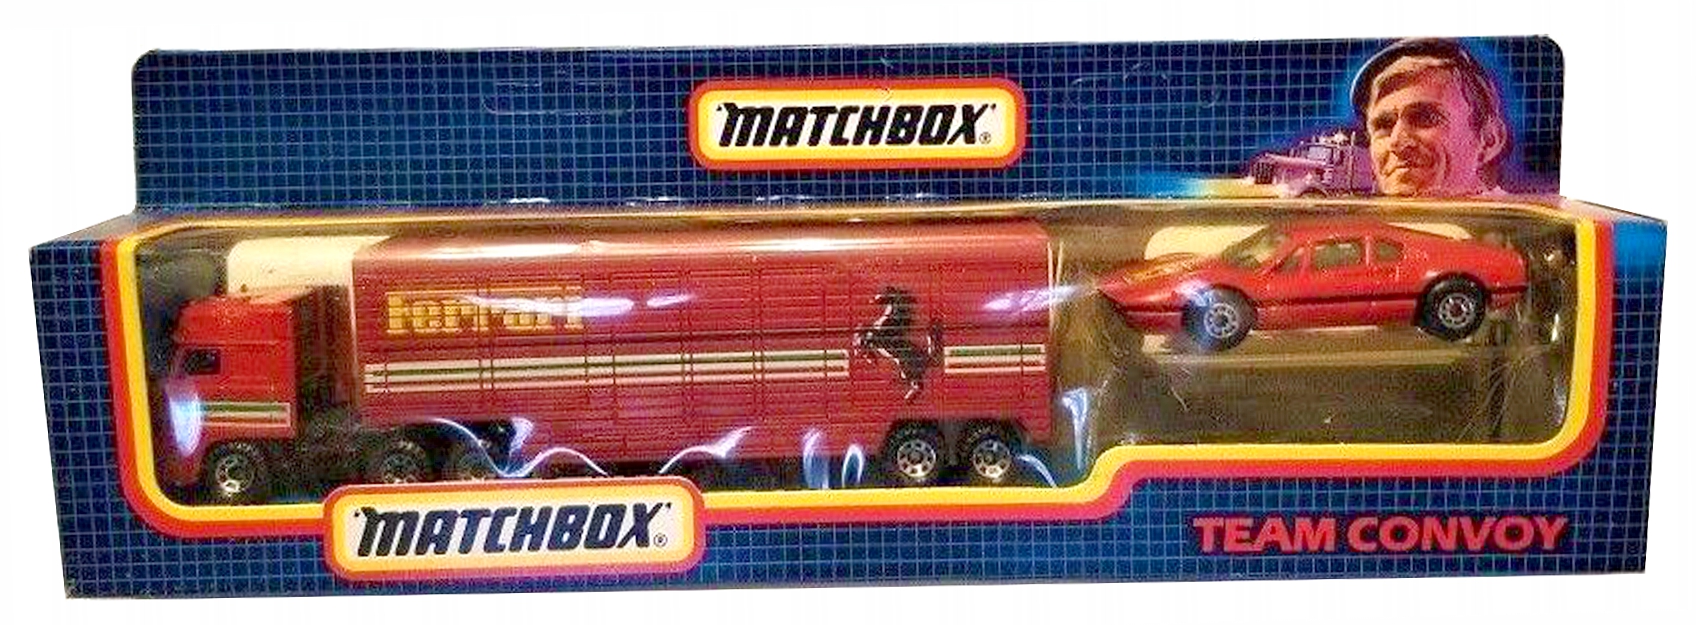 MATCHBOX®
ferrari
MATCHBOX®
TEAM CONVOY